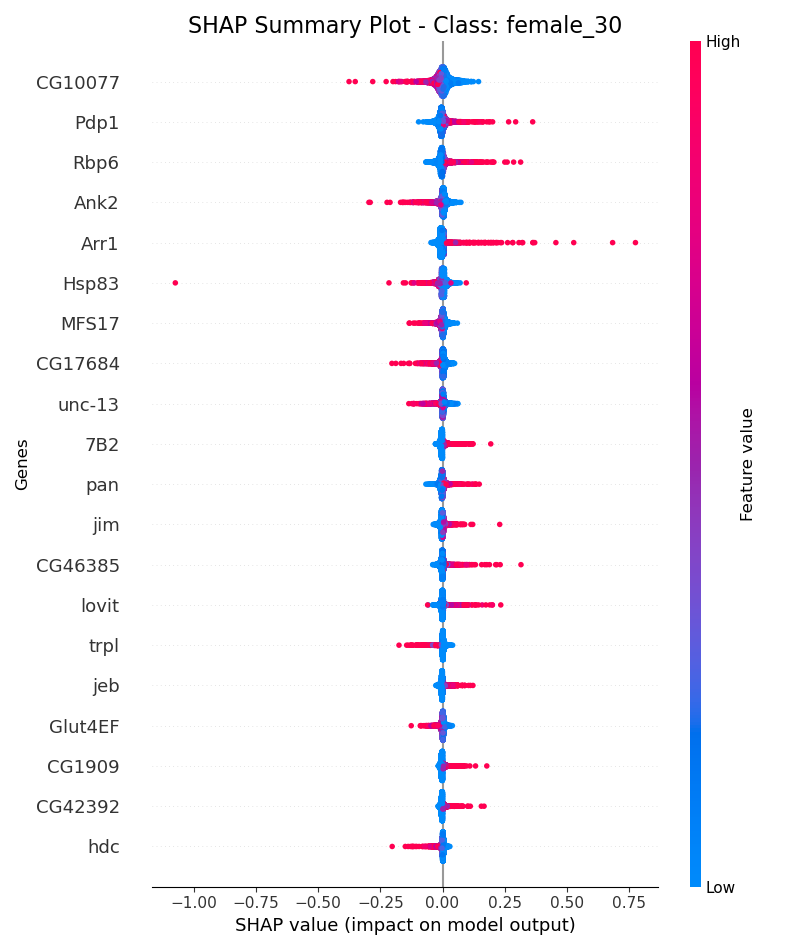 SHAP Summary Plot - Class: female_30
High
CG10077
Pdp1
Rbp6
Ank2
Arr1
Hsp83
MFS17
CG17684
unc-13
7B2
pan
jim
CG46385
lovit
trpl
jeb
Glut4EF
CG1909
CG42392
hdc
Genes
Feature value
Low
−1.00 −0.75 −0.50 −0.25 0.00 0.25 0.50 0.75
SHAP value (impact on model output)